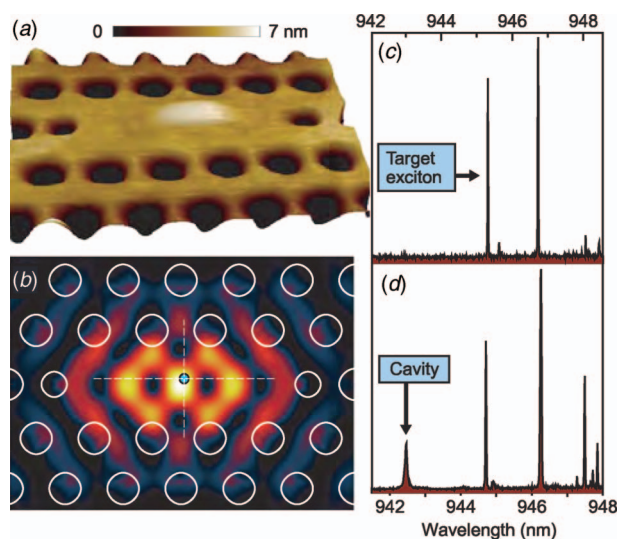 (a)
0
7 nm
(b)
942 944 946 948
(c)
Target
exciton
(d)
Cavity
942 944 946 948
Wavelength (nm)